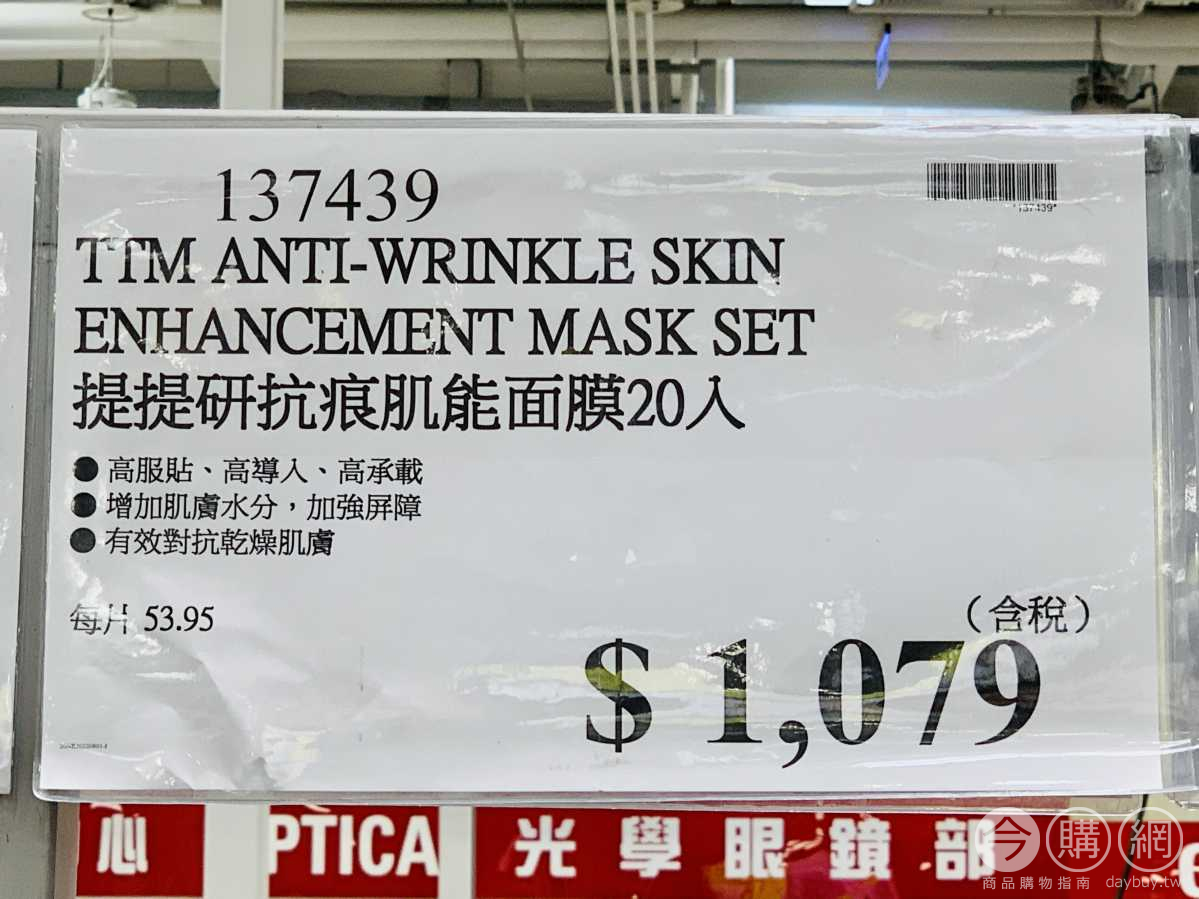 137439
*137439*
TTM ANTI-WRINKLE SKIN
ENHANCEMENT MASK SET
提提研抗痕肌能面膜20入
● 高服貼、高導入、高承載
● 增加肌膚水分，加強屏障
● 有效對抗乾燥肌膚
每片 53.95
（含稅）
$ 1,079
心
PTICA
光學眼鏡部
今購網
商品購物指南 daybuy.tw